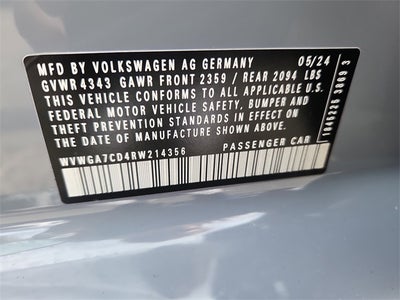 MFD BY VOLKSWAGEN AG GERMANY 05/24
GVWR 4343 GAWR FRONT 2359 / REAR 2094 LBS
THIS VEHICLE CONFORMS TO ALL APPLICABLE U.S.
FEDERAL MOTOR VEHICLE SAFETY, BUMPER AND
THEFT PREVENTION STANDARDS IN EFFECT ON THE
DATE OF MANUFACTURE SHOWN ABOVE.
WVWGA7CD4RW214356 PASSENGER CAR